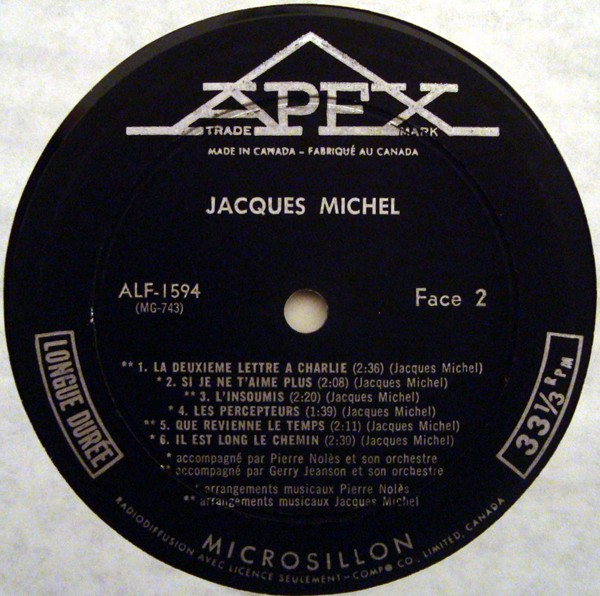 APEX
TRADE MARK
MADE IN CANADA – FABRIQUÉ AU CANADA
JACQUES MICHEL
ALF-1594
(MG-743)
Face 2
LONGUE DURÉE
33⅓ RPM
** 1. LA DEUXIEME LETTRE A CHARLIE (2:36) (Jacques Michel)
* 2. SI JE NE T'AIME PLUS (2:08) (Jacques Michel)
** 3. L'INSOUMIS (2:20) (Jacques Michel)
* 4. LES PERCEPTEURS (1:39) (Jacques Michel)
** 5. QUE REVIENNE LE TEMPS (2:11) (Jacques Michel)
* 6. IL EST LONG LE CHEMIN (2:30) (Jacques Michel)
* accompagné par Pierre Nolès et son orchestre
** accompagné par Gerry Jeanson et son orchestre
* arrangements musicaux Pierre Nolès
** arrangements musicaux Jacques Michel
MICROSILLON
RADIODIFFUSION AVEC LICENCE SEULEMENT – COMPO CO., LIMITED, CANADA